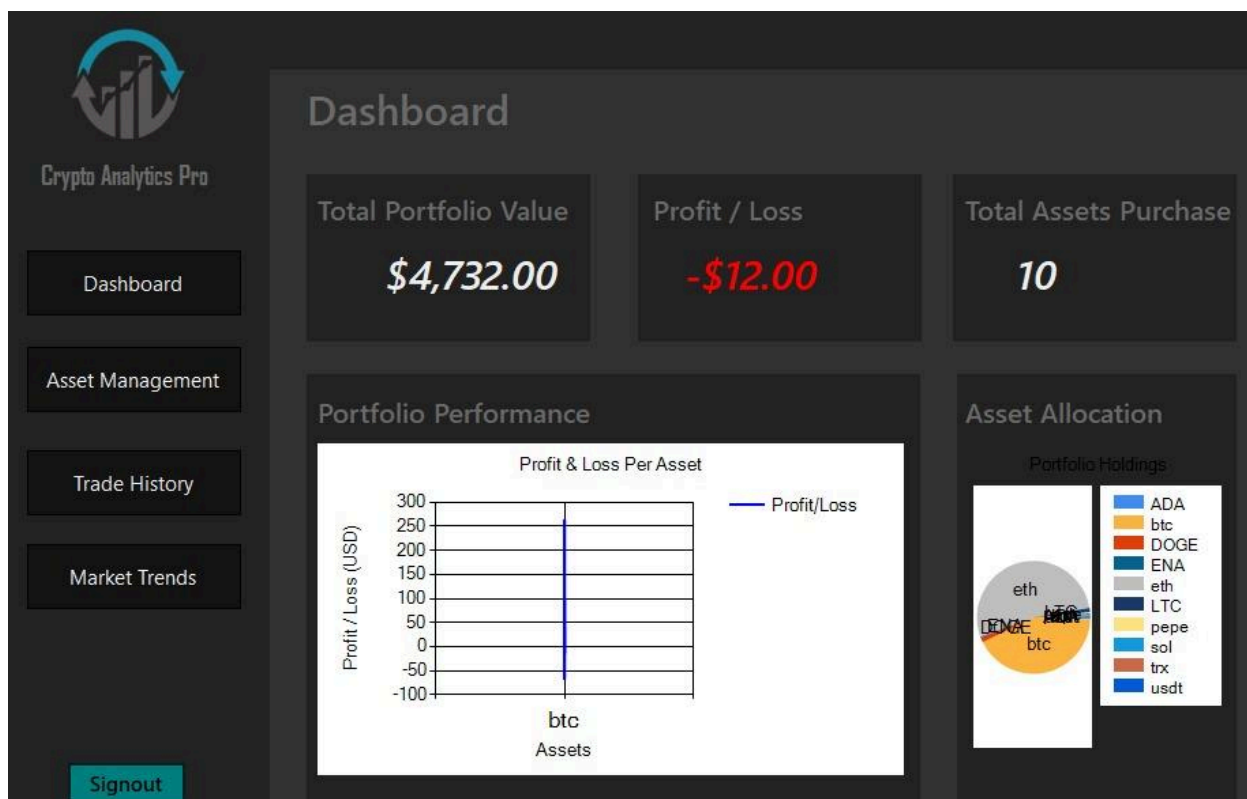 Crypto Analytics Pro
Dashboard
Asset Management
Trade History
Market Trends
Signout
Dashboard
Total Portfolio Value
$4,732.00
Profit / Loss
-$12.00
Total Assets Purchase
10
Portfolio Performance
Profit & Loss Per Asset
Profit / Loss (USD)
300
250
200
150
100
50
0
-50
-100
btc
Assets
Profit/Loss
Asset Allocation
Portfolio Holdings
eth
DOGE
ENA
LTC
btc
ADA
btc
DOGE
ENA
eth
LTC
pepe
sol
trx
usdt